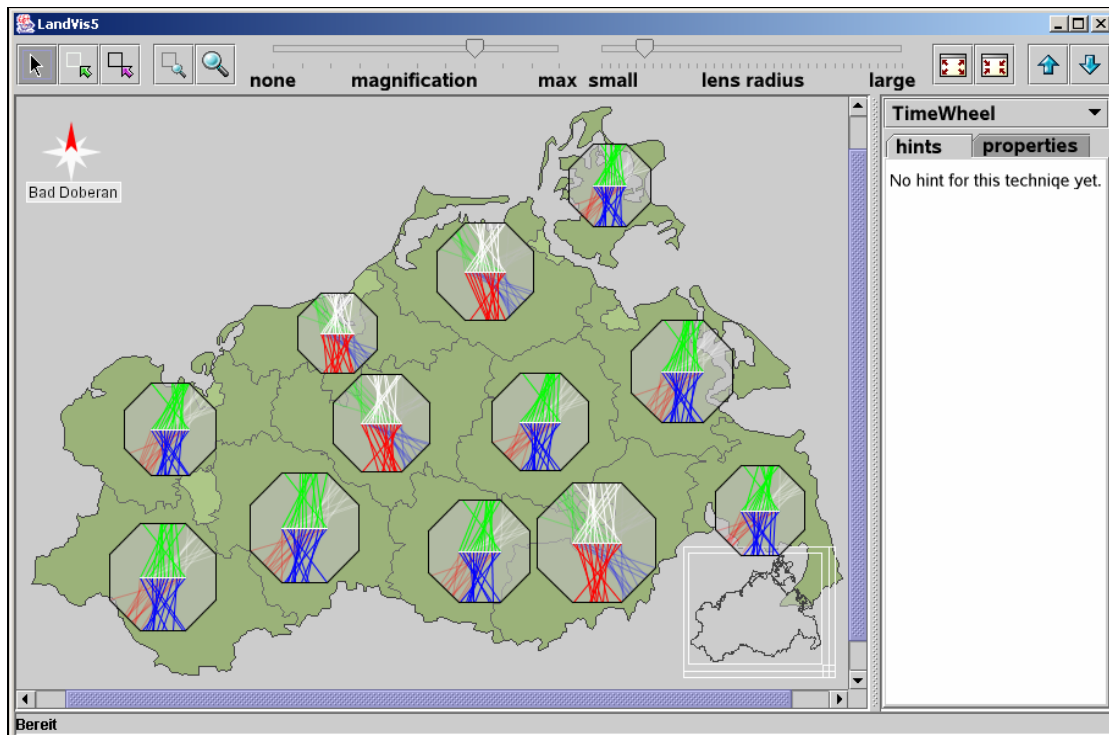 LandVis5
none magnification max small lens radius large
TimeWheel
hints properties
No hint for this techniqe yet.
Bad Doberan
Bereit